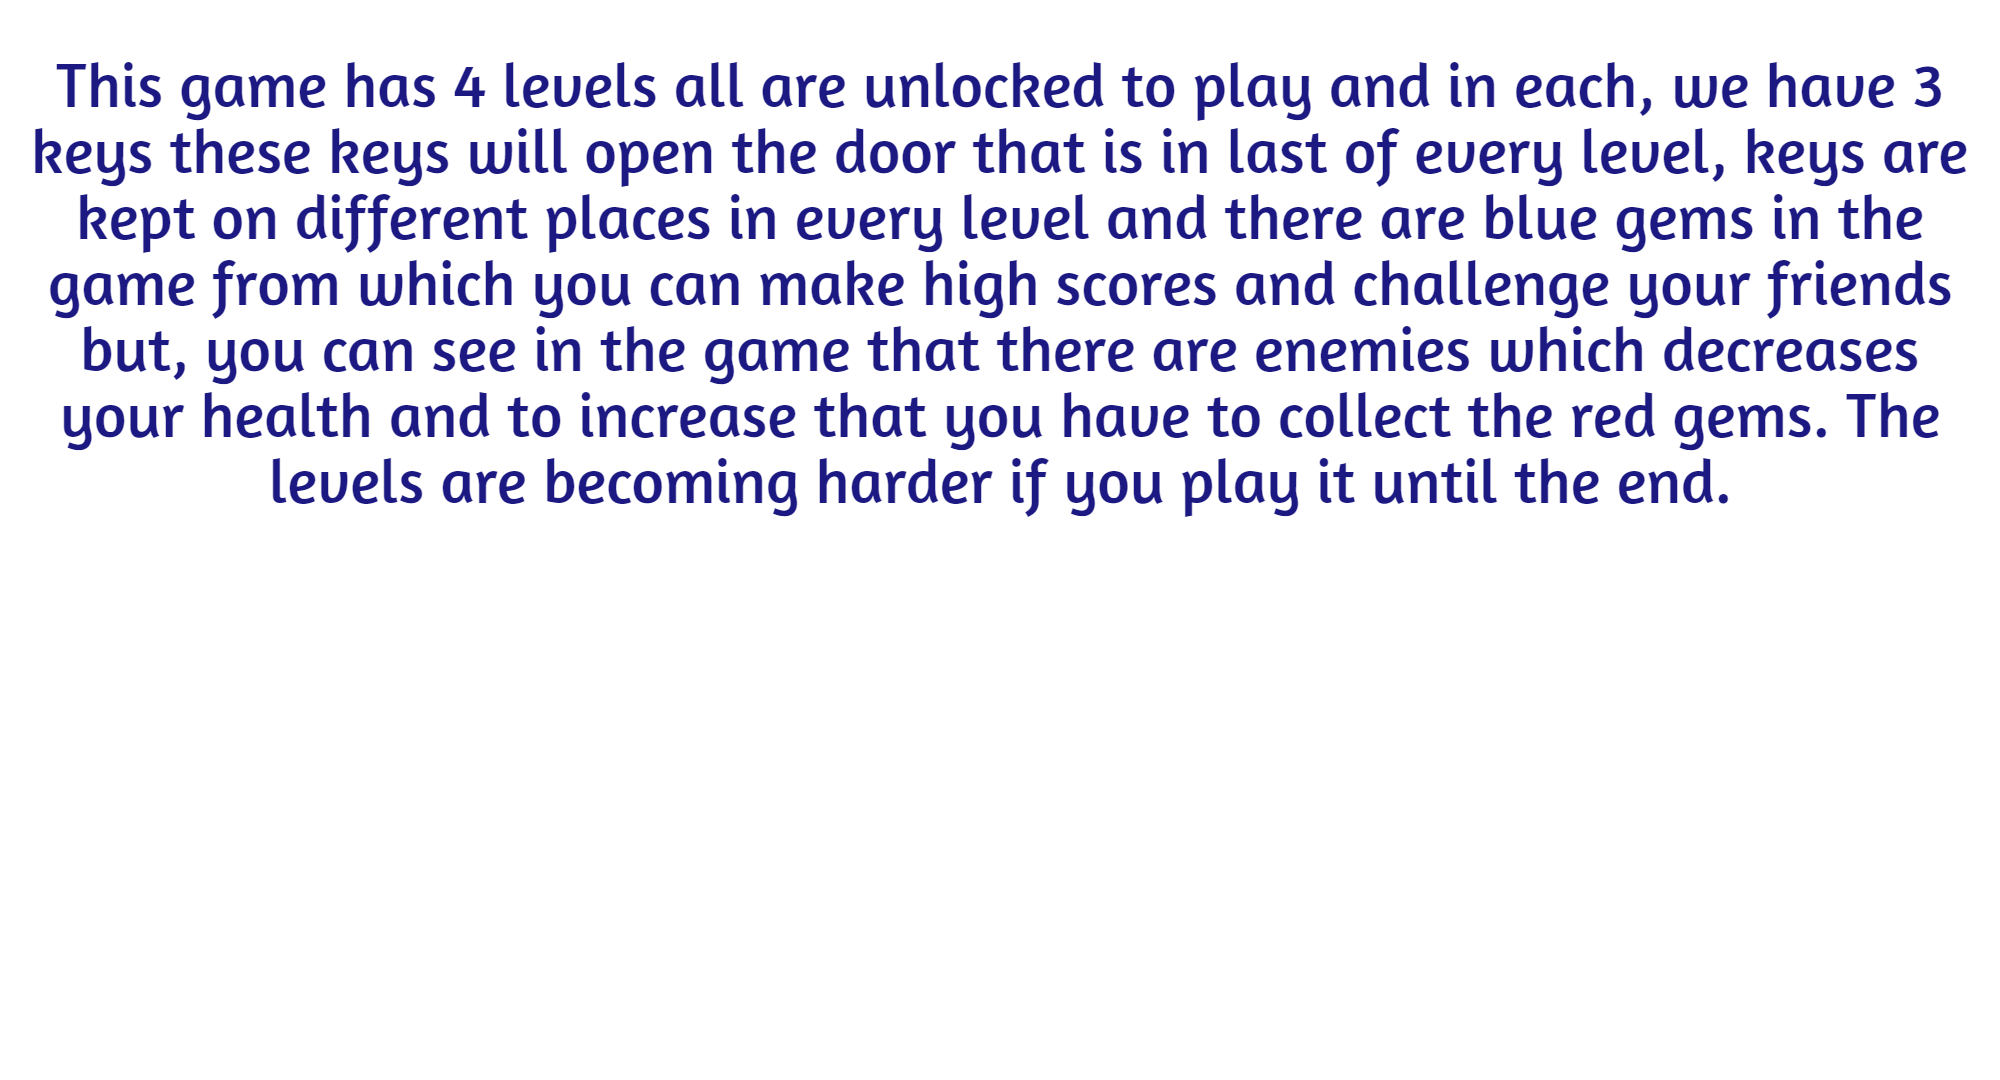 This game has 4 levels all are unlocked to play and in each, we have 3
keys these keys will open the door that is in last of every level, keys are
kept on different places in every level and there are blue gems in the
game from which you can make high scores and challenge your friends
but, you can see in the game that there are enemies which decreases
your health and to increase that you have to collect the red gems. The
levels are becoming harder if you play it until the end.